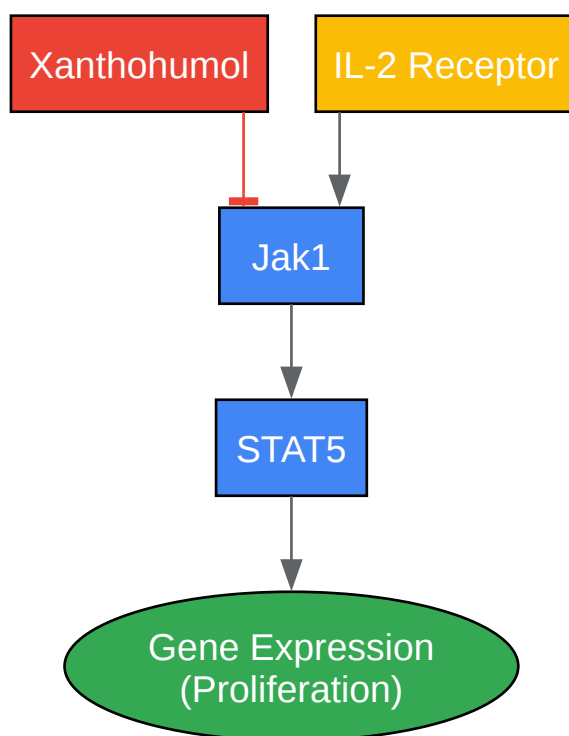 Xanthohumol
IL-2 Receptor
Jak1
STAT5
Gene Expression
(Proliferation)